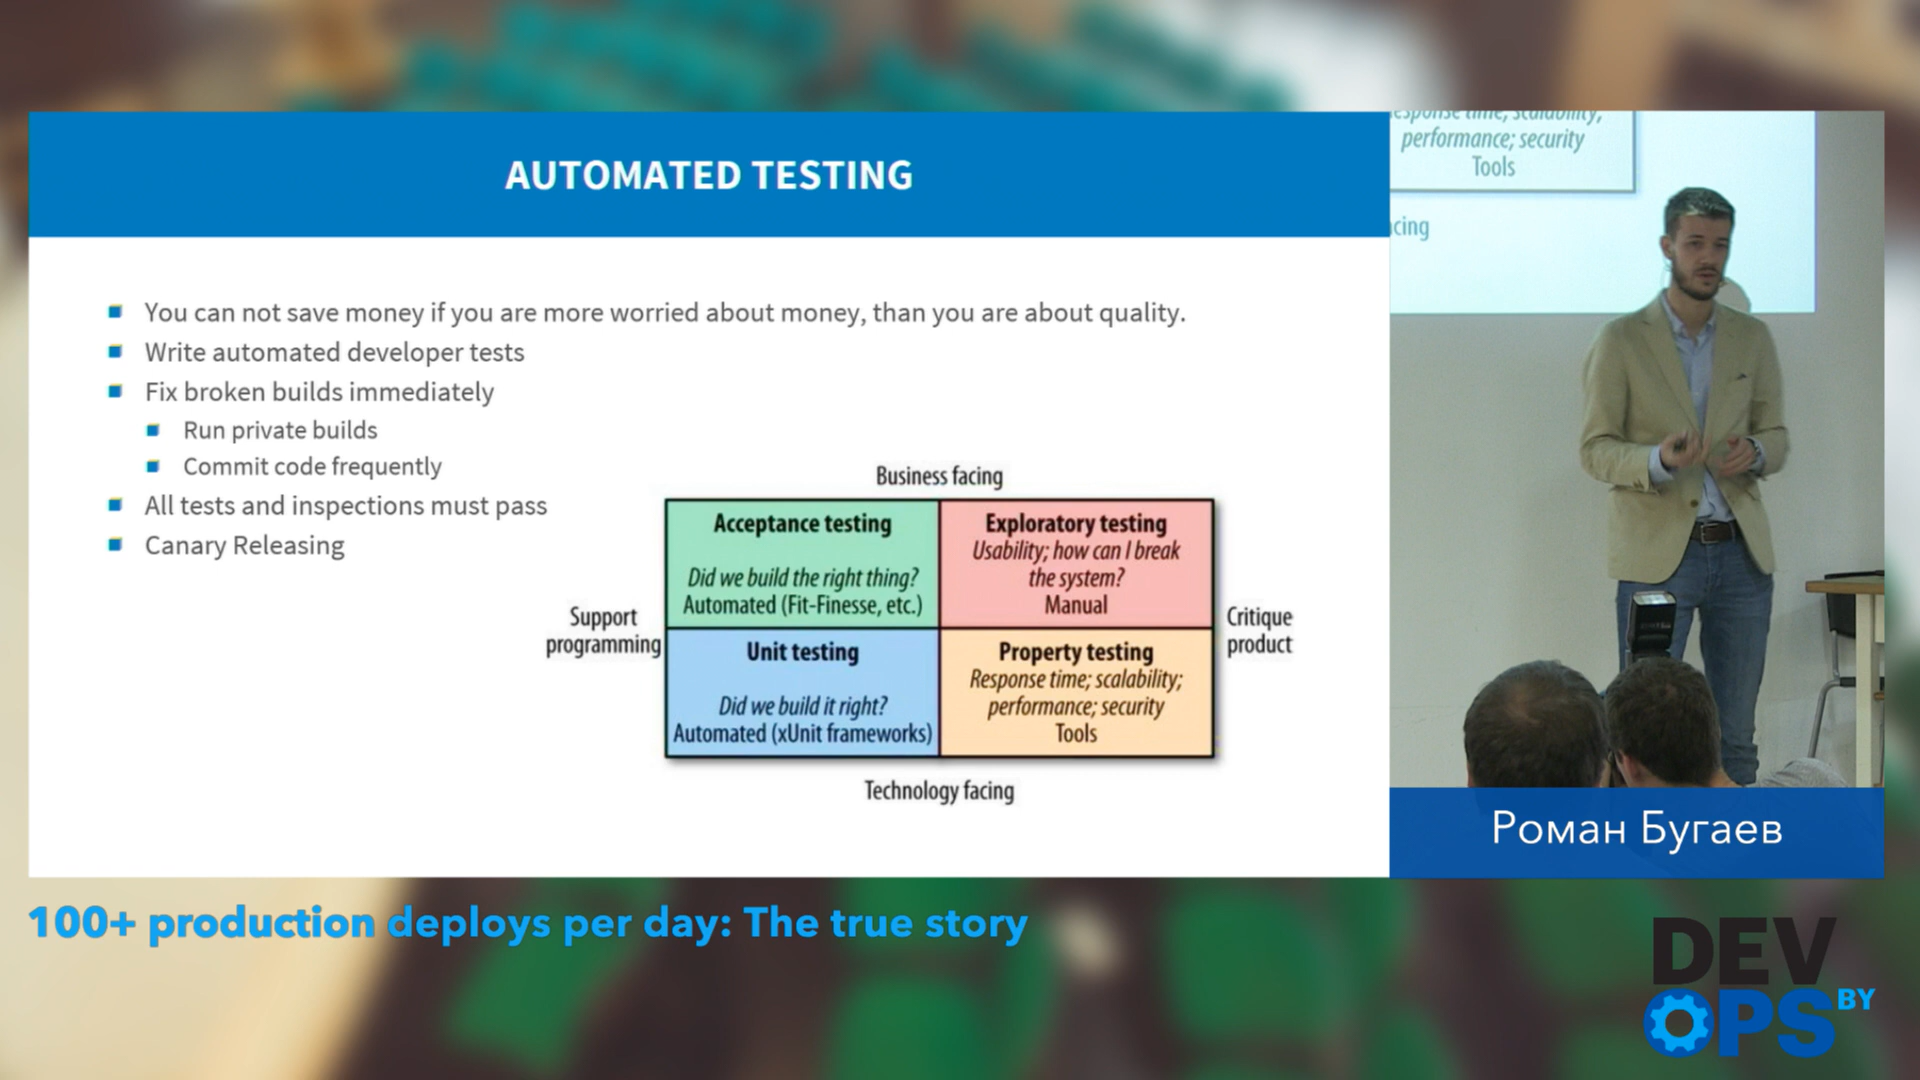 AUTOMATED TESTING
You can not save money if you are more worried about money, than you are about quality.
Write automated developer tests
Fix broken builds immediately
Run private builds
Commit code frequently
All tests and inspections must pass
Canary Releasing
Business facing
Acceptance testing
Did we build the right thing?
Automated (Fit-Finesse, etc.)
Exploratory testing
Usability; how can I break
the system?
Manual
Support
programming
Critique
product
Unit testing
Did we build it right?
Automated (xUnit frameworks)
Property testing
Response time; scalability;
performance; security
Tools
Technology facing
esponse time; scalability;
performance; security
Tools
cing
Роман Бугаев
100+ production deploys per day: The true story
DEV
OPS BY